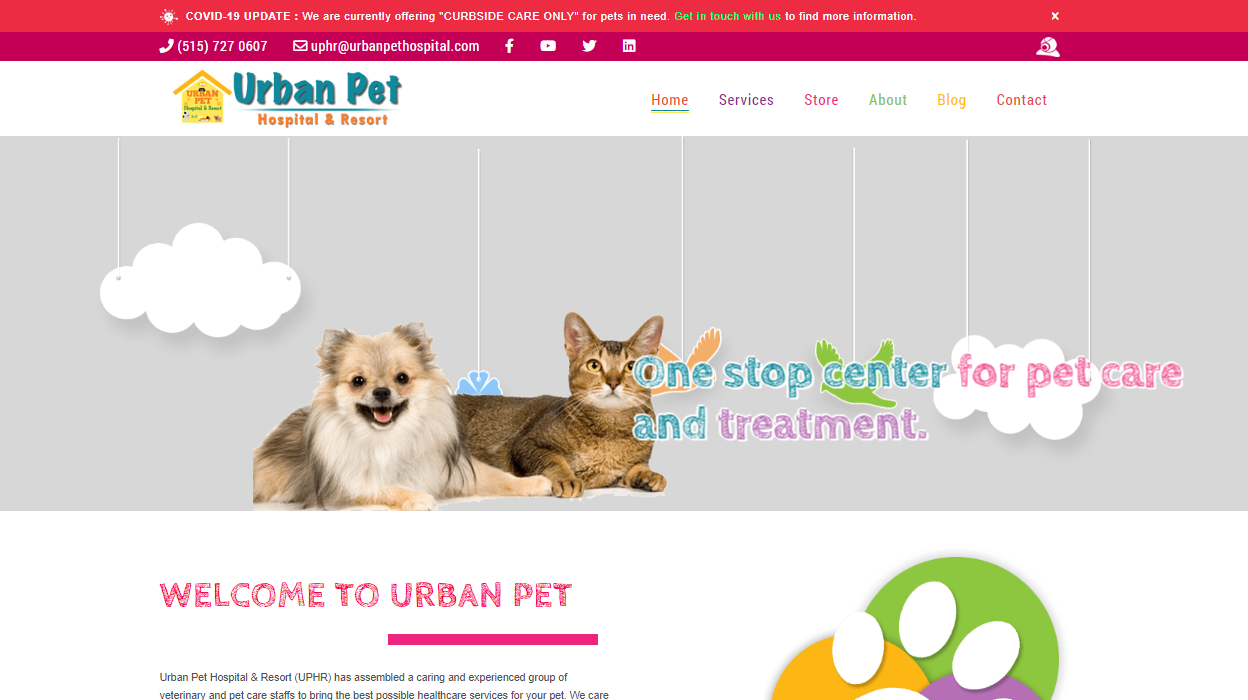 COVID-19 UPDATE : We are currently offering "CURBSIDE CARE ONLY" for pets in need. Get in touch with us to find more information.
(515) 727 0607 uphr@urbanpethospital.com
URBAN PET Hospital & Resort
Urban Pet
Hospital & Resort
Home Services Store About Blog Contact
One stop center for pet care
and treatment.
WELCOME TO URBAN PET
Urban Pet Hospital & Resort (UPHR) has assembled a caring and experienced group of
veterinary and pet care staffs to bring the best possible healthcare services for your pet. We care